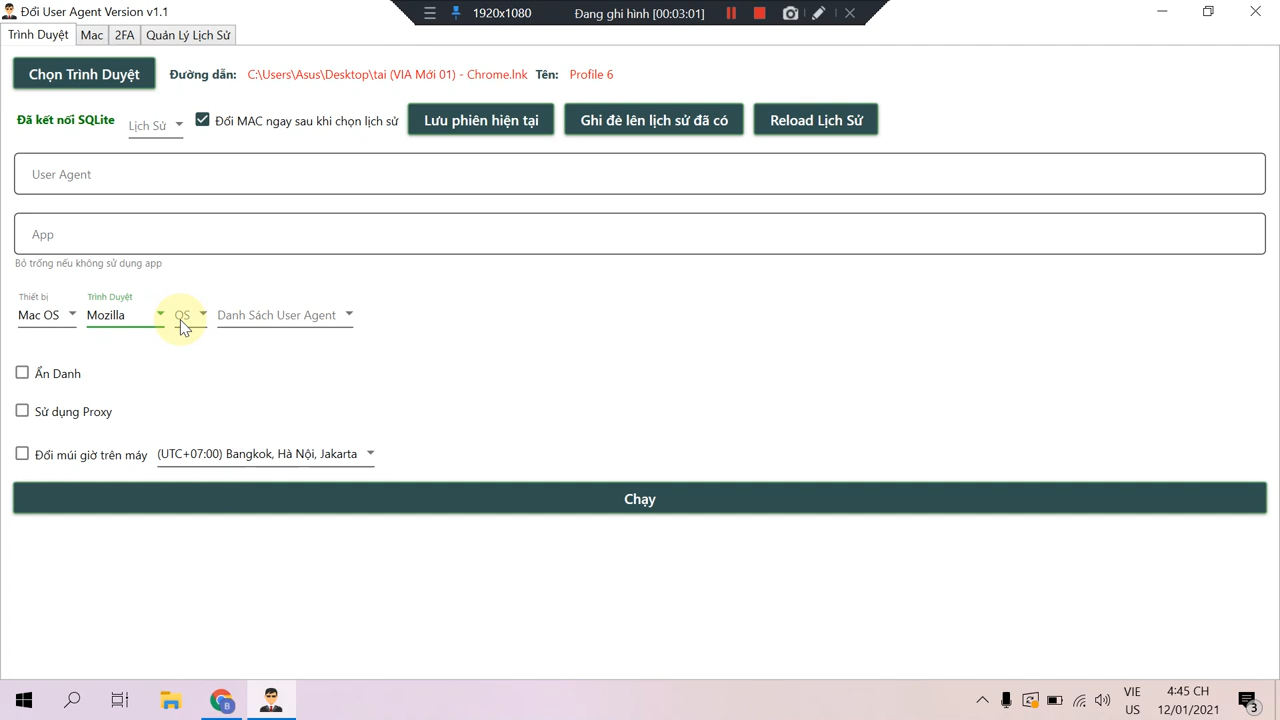 Đổi User Agent Version v1.1
1920x1080
Đang ghi hình [00:03:01]
Trình Duyệt
Mac
2FA
Quản Lý Lịch Sử
Chọn Trình Duyệt
Đường dẫn: C:\Users\Asus\Desktop\tai (VIA Mới 01) - Chrome.lnk Tên: Profile 6
Đã kết nối SQLite
Lịch Sử
Đổi MAC ngay sau khi chọn lịch sử
Lưu phiên hiện tại
Ghi đè lên lịch sử đã có
Reload Lịch Sử
User Agent
App
Bỏ trống nếu không sử dụng app
Thiết bị
Trình Duyệt
Mac OS
Mozilla
OS
Danh Sách User Agent
Ẩn Danh
Sử dụng Proxy
Đổi múi giờ trên máy
(UTC+07:00) Bangkok, Hà Nội, Jakarta
Chạy
B
VIE
US
4:45 CH
12/01/2021
3